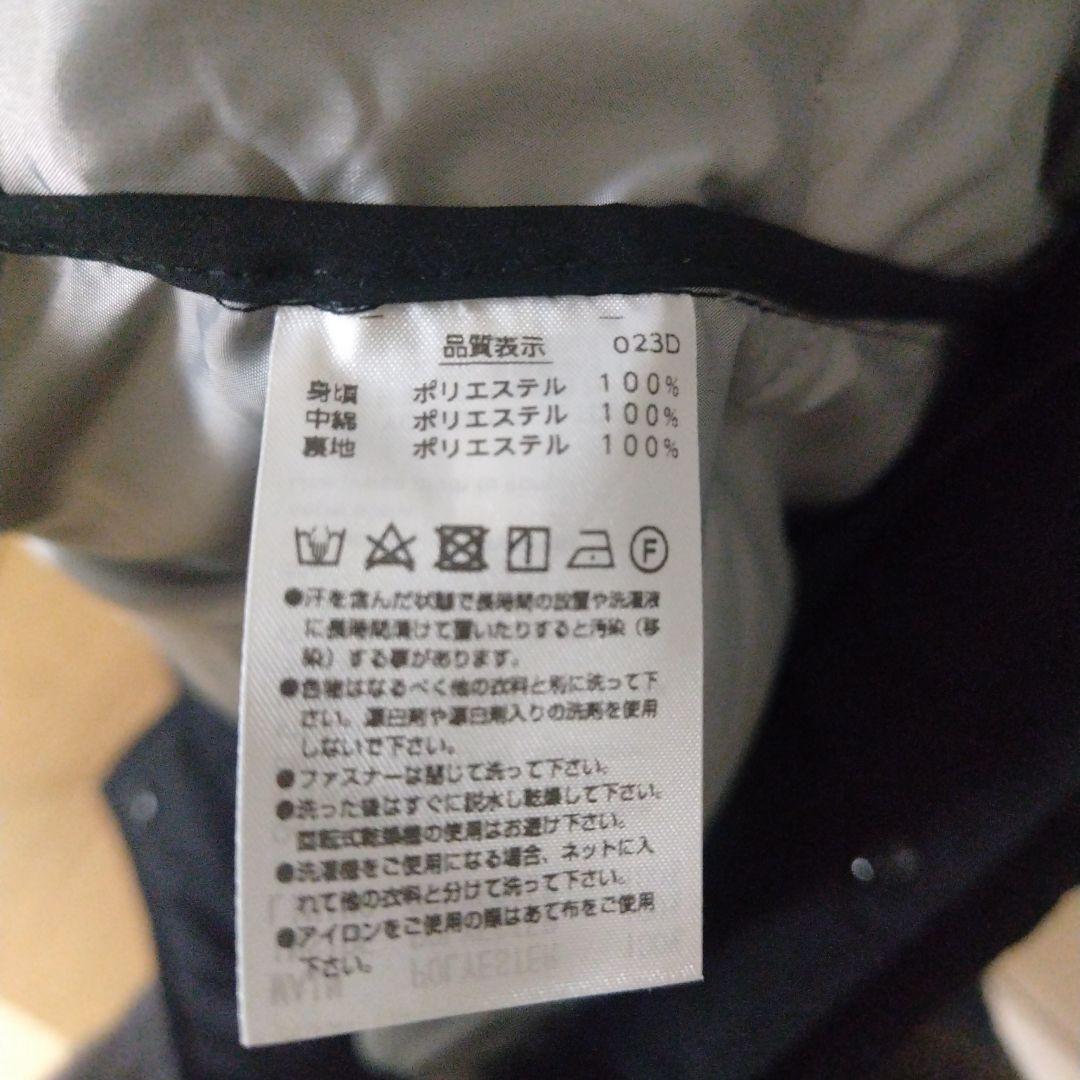 品質表示 023D
身頃 ポリエステル 100%
中綿 ポリエステル 100%
裏地 ポリエステル 100%
F
●汗を含んだ状態で長時間の放置や洗濯液
に長時間漬けて置いたりすると汚染(移
染)する事があります。
●色物はなるべく他の衣料と別に洗って下
さい。漂白剤や漂白剤入りの洗剤を使用
しないで下さい。
●ファスナーは閉じて洗って下さい。
●洗った後はすぐに脱水し乾燥して下さい。
回転式乾燥機の使用はお避け下さい。
●洗濯機をご使用になる場合、ネットに入
れて他の衣料と分けて洗って下さい。
●アイロンをご使用の際はあて布をご使用
下さい。
MAIN POLYESTER 100%